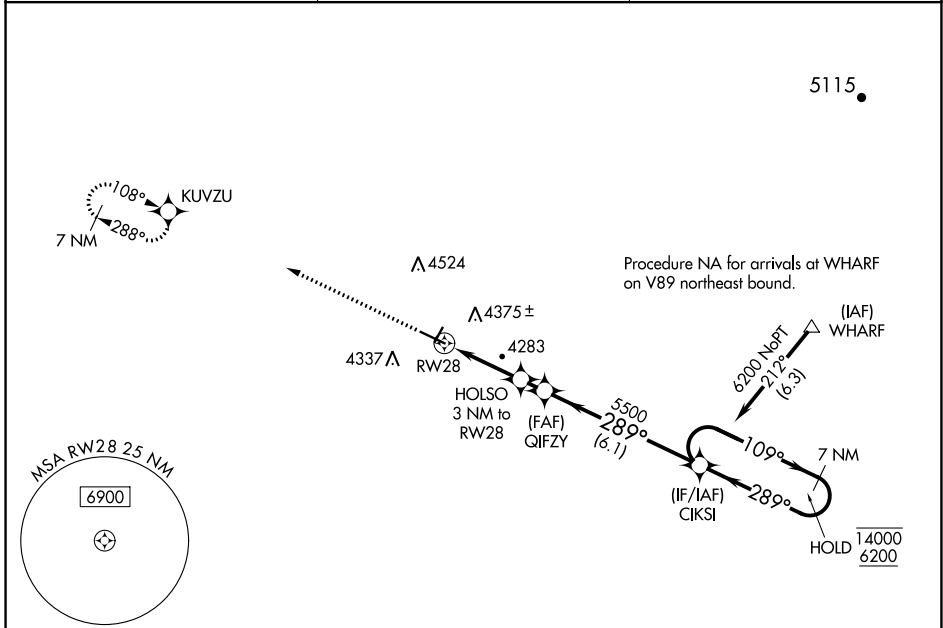 5115
108°
KUVZU
288°
7 NM
4524
Procedure NA for arrivals at WHARF
on V89 northeast bound.
4375 ±
(IAF)
WHARF
4283
4337
RW28
6200 NoPT
212°
(6.3)
HOLSO
3 NM to
RW28
(FAF)
QIFZY
5500
289°
(6.1)
109°
7 NM
289°
(IF/IAF)
CIKSI
HOLD
14000
6200
MSA RW28 25 NM
6900